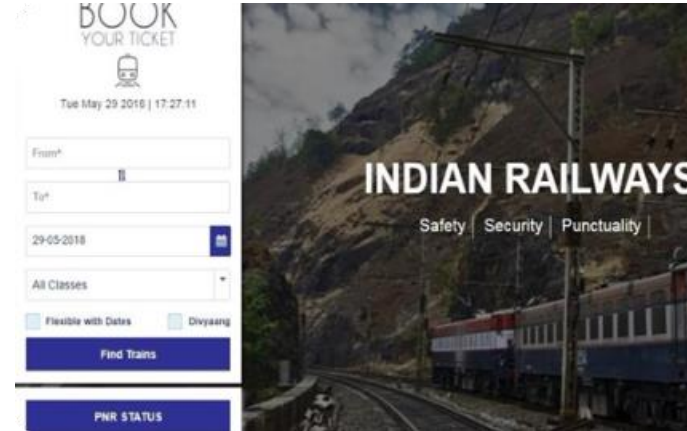 BOOK
YOUR TICKET
Tue May 29 2018 | 17:27:11
From*
To*
29-05-2018
All Classes
Flexible with Dates
Divyaang
Find Trains
PNR STATUS
INDIAN RAILWAYS
Safety | Security | Punctuality |